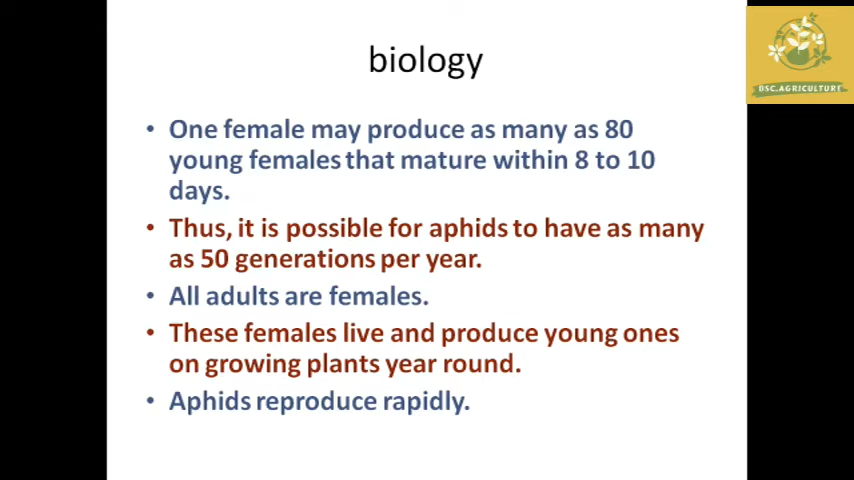 biology
BSC.AGRICULTURE
• One female may produce as many as 80
young females that mature within 8 to 10
days.
• Thus, it is possible for aphids to have as many
as 50 generations per year.
• All adults are females.
• These females live and produce young ones
on growing plants year round.
• Aphids reproduce rapidly.